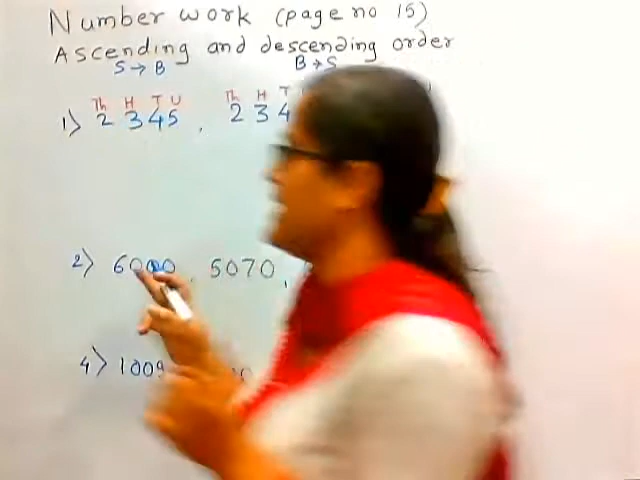 Number work (page no 15)
Ascending and descending order
S → B B → S
Th H T U Th H T
1) 2 3 4 5 , 2 3 4
2) 6000 , 5070 ,
4) 1009